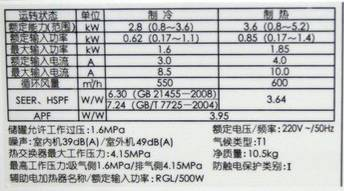 运转状态 单位 制冷 制热
额定能力(范围) kW 2.8 (0.8~3.6) 3.6 (0.8~5.2)
额定输入功率 kW 0.62 (0.17~1.1) 0.85 (0.17~1.4)
最大输入功率 kW 1.6 1.85
额定输入电流 A 3.0 4.0
最大输入电流 A 8.5 10.0
循环风量 550 600
SEER、HSPF W/W 6.30 (GB 21455-2008) 3.64
7.24 (GB/T 7725-2004)
APF W/W 3.95
储罐允许工作过压:1.6MPa 额定电压/频率:220V~/50Hz
噪声:室内机39dB(A)/室外机49dB(A) 气候类型:T1
热交换器最大工作压力:4.15MPa 净质量:10.5kg
最高工作压力:吸气侧1.6MPa/排气侧4.15MPa 防触电保护类别:I
辅助电加热器名称/额定功率:RGL/500W